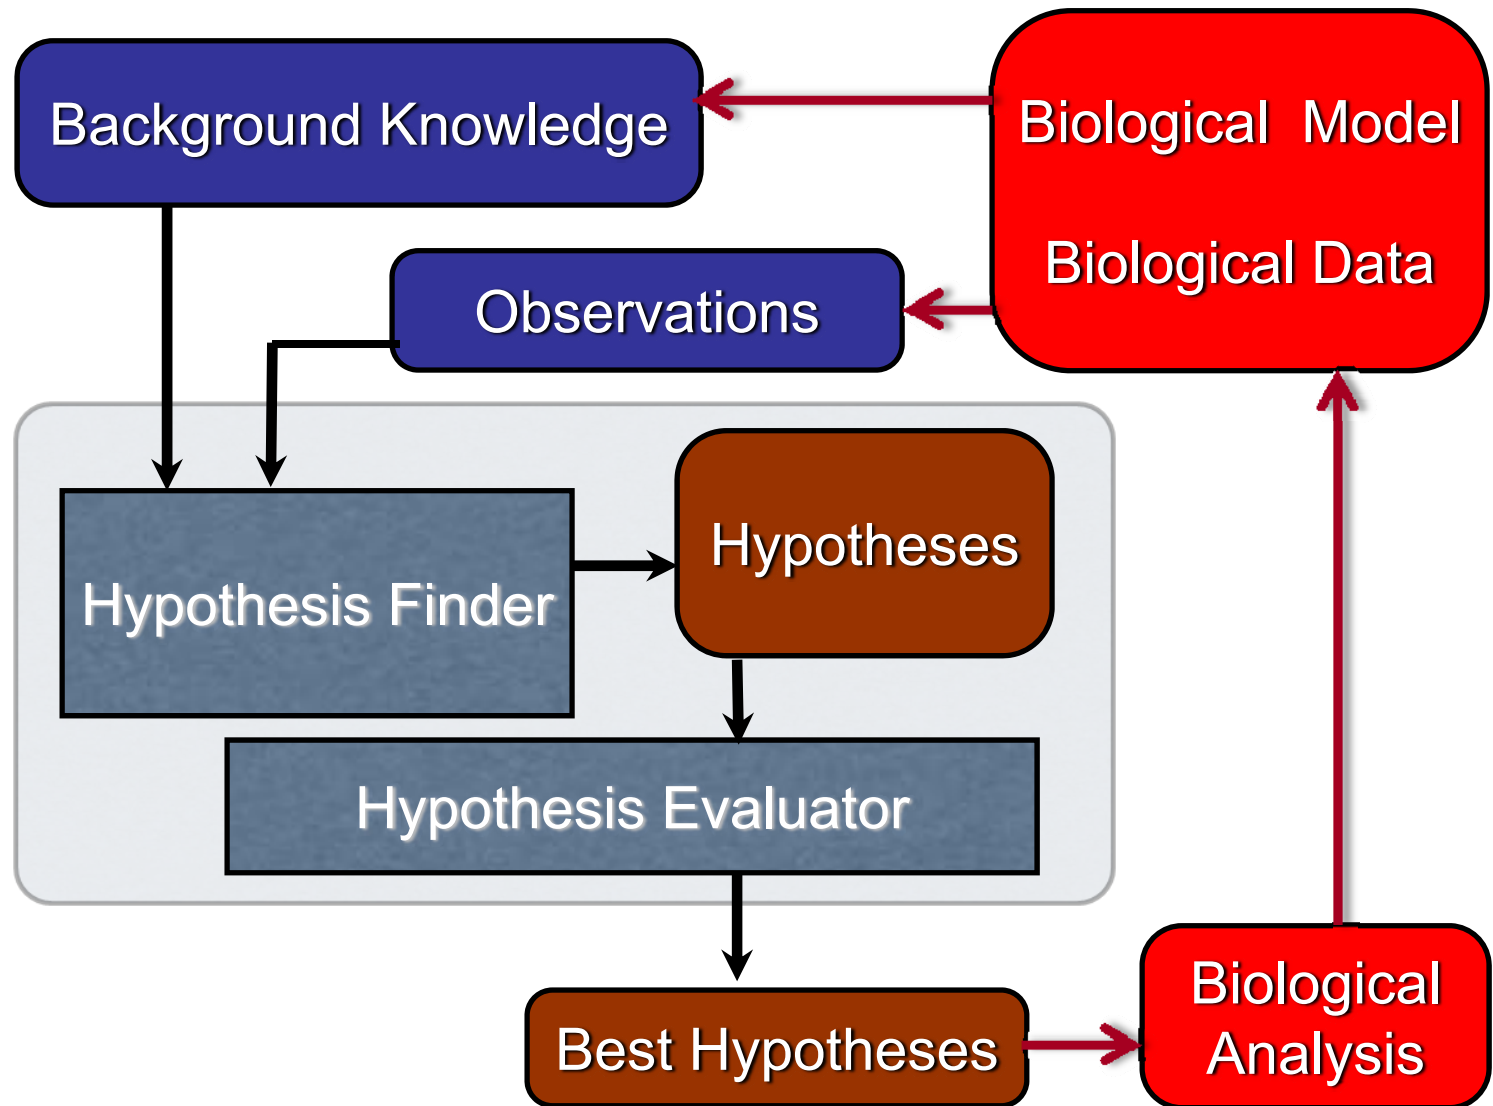 Background Knowledge
Biological Model
Biological Data
Observations
Hypotheses
Hypothesis Finder
Hypothesis Evaluator
Best Hypotheses
Biological
Analysis